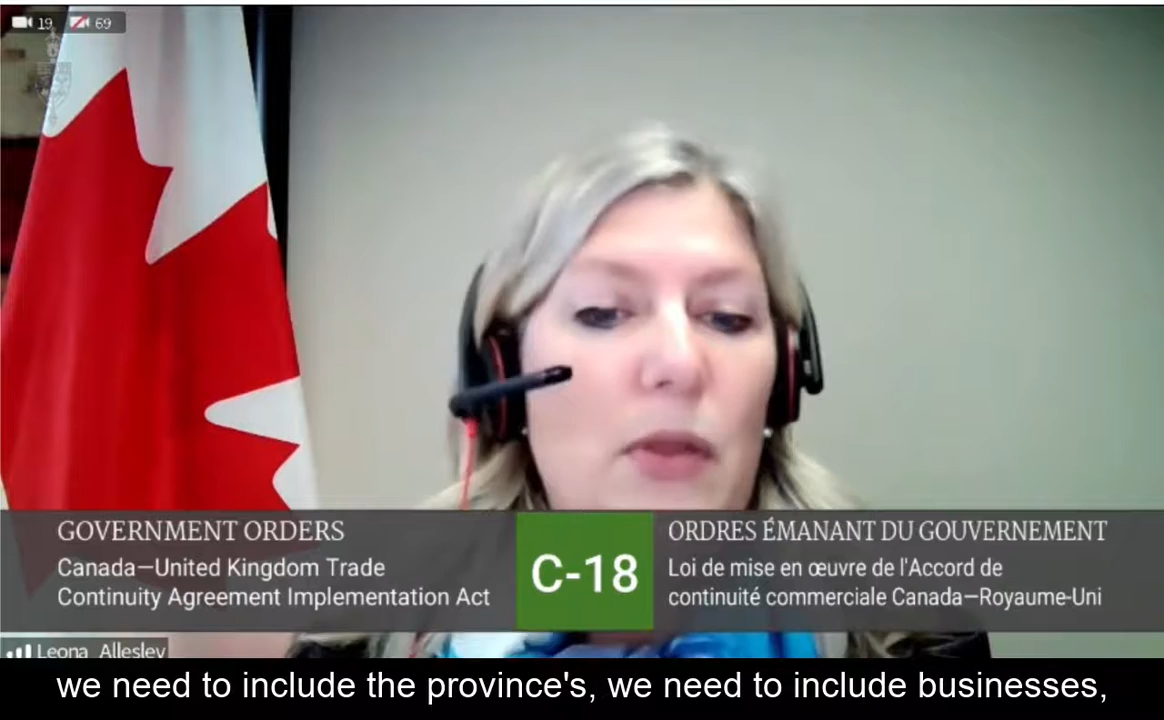 19 69
GOVERNMENT ORDERS
Canada—United Kingdom Trade
Continuity Agreement Implementation Act
C-18
ORDRES ÉMANANT DU GOUVERNEMENT
Loi de mise en œuvre de l'Accord de
continuité commerciale Canada—Royaume-Uni
Leona Alleslev
we need to include the province's, we need to include businesses,